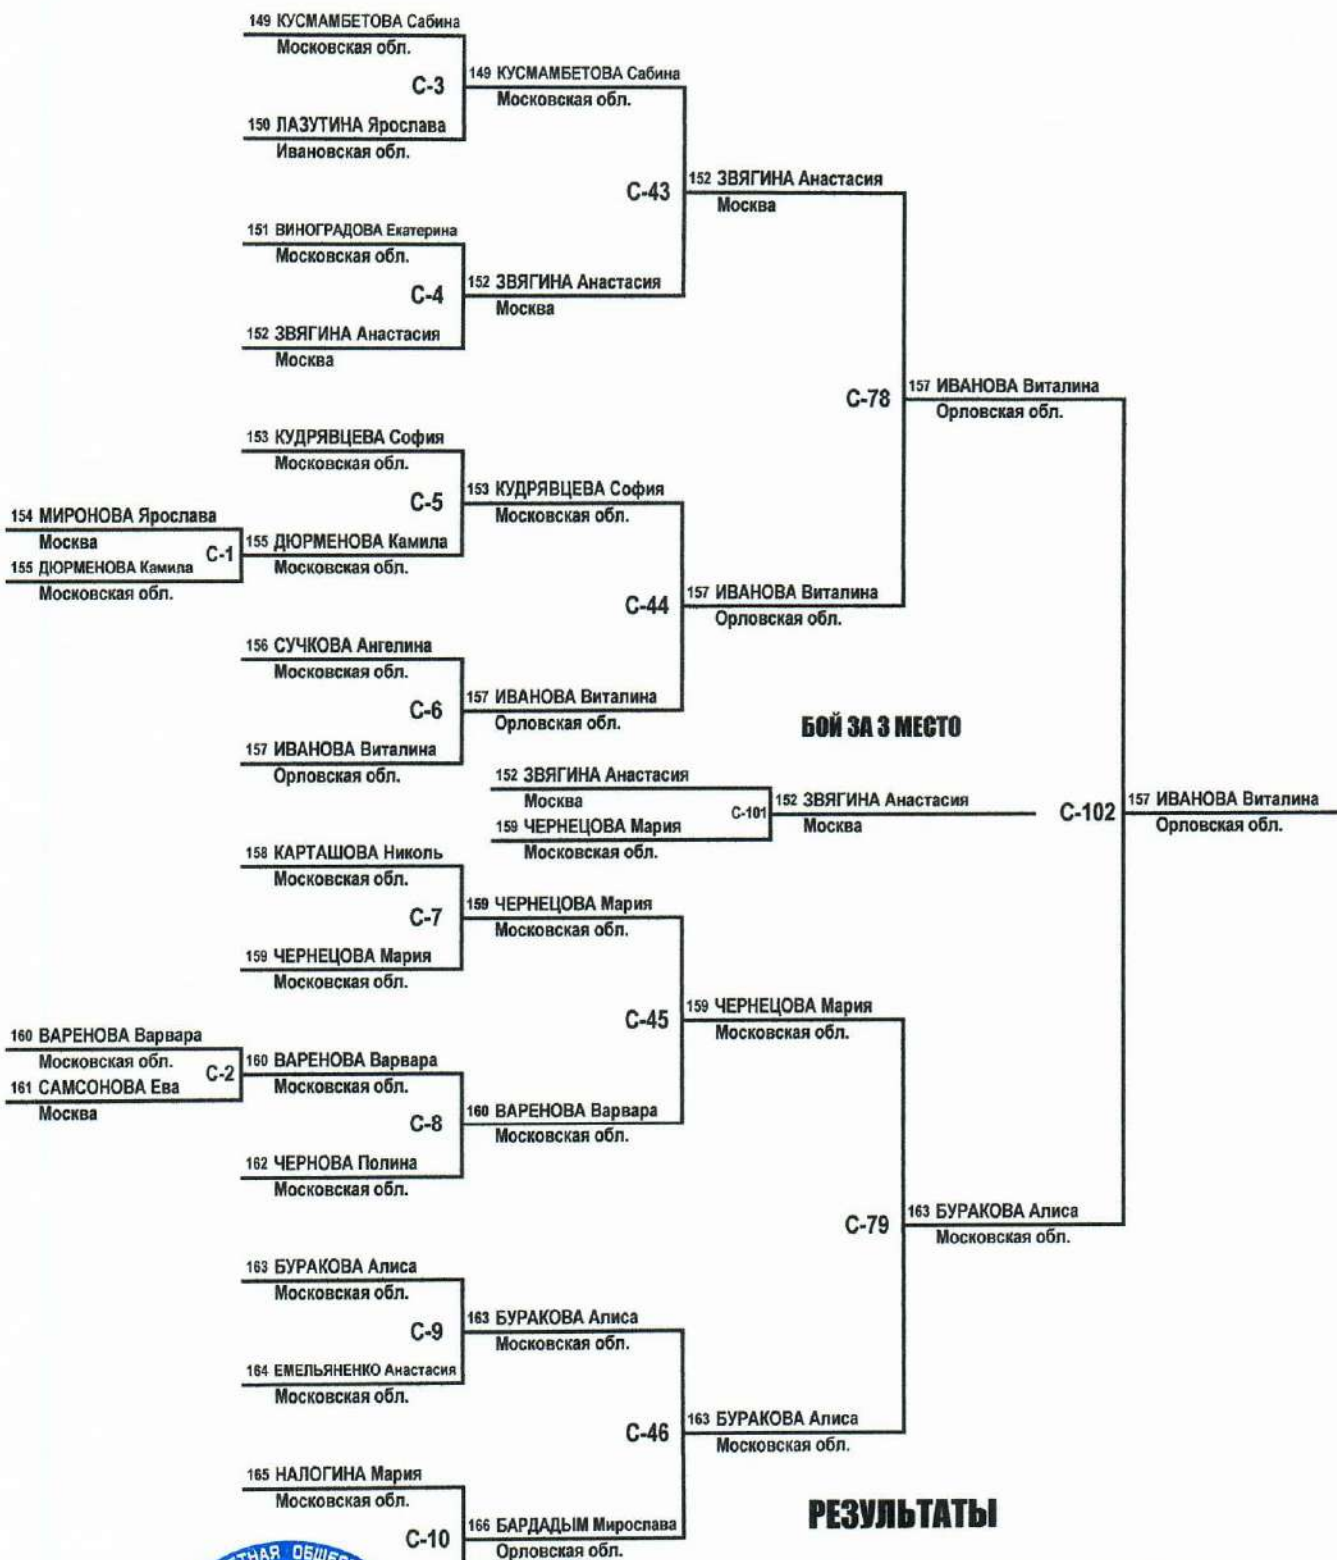 149 КУСМАМБЕТОВА Сабина
Московская обл.
С-3
149 КУСМАМБЕТОВА Сабина
Московская обл.
150 ЛАЗУТИНА Ярослава
Ивановская обл.
С-43
152 ЗВЯГИНА Анастасия
Москва
151 ВИНОГРАДОВА Екатерина
Московская обл.
С-4
152 ЗВЯГИНА Анастасия
Москва
152 ЗВЯГИНА Анастасия
Москва
С-78
157 ИВАНОВА Виталина
Орловская обл.
153 КУДРЯВЦЕВА София
Московская обл.
С-5
153 КУДРЯВЦЕВА София
Московская обл.
154 МИРОНОВА Ярослава
Москва
С-1
155 ДЮРМЕНОВА Камила
Московская обл.
155 ДЮРМЕНОВА Камила
Московская обл.
С-44
157 ИВАНОВА Виталина
Орловская обл.
156 СУЧКОВА Ангелина
Московская обл.
С-6
157 ИВАНОВА Виталина
Орловская обл.
157 ИВАНОВА Виталина
Орловская обл.
БОЙ ЗА 3 МЕСТО
152 ЗВЯГИНА Анастасия
Москва
С-101
152 ЗВЯГИНА Анастасия
Москва
159 ЧЕРНЕЦОВА Мария
Московская обл.
С-102
157 ИВАНОВА Виталина
Орловская обл.
158 КАРТАШОВА Николь
Московская обл.
С-7
159 ЧЕРНЕЦОВА Мария
Московская обл.
159 ЧЕРНЕЦОВА Мария
Московская обл.
С-45
159 ЧЕРНЕЦОВА Мария
Московская обл.
160 ВАРЕНОВА Варвара
Московская обл.
С-2
160 ВАРЕНОВА Варвара
Московская обл.
161 САМСОНОВА Ева
Москва
С-8
160 ВАРЕНОВА Варвара
Московская обл.
162 ЧЕРНОВА Полина
Московская обл.
С-79
163 БУРАКОВА Алиса
Московская обл.
163 БУРАКОВА Алиса
Московская обл.
С-9
163 БУРАКОВА Алиса
Московская обл.
164 ЕМЕЛЬЯНЕНКО Анастасия
Московская обл.
С-46
163 БУРАКОВА Алиса
Московская обл.
165 НАЛОГИНА Мария
Московская обл.
С-10
166 БАРДАДЫМ Мирослава
Орловская обл.
РЕЗУЛЬТАТЫ